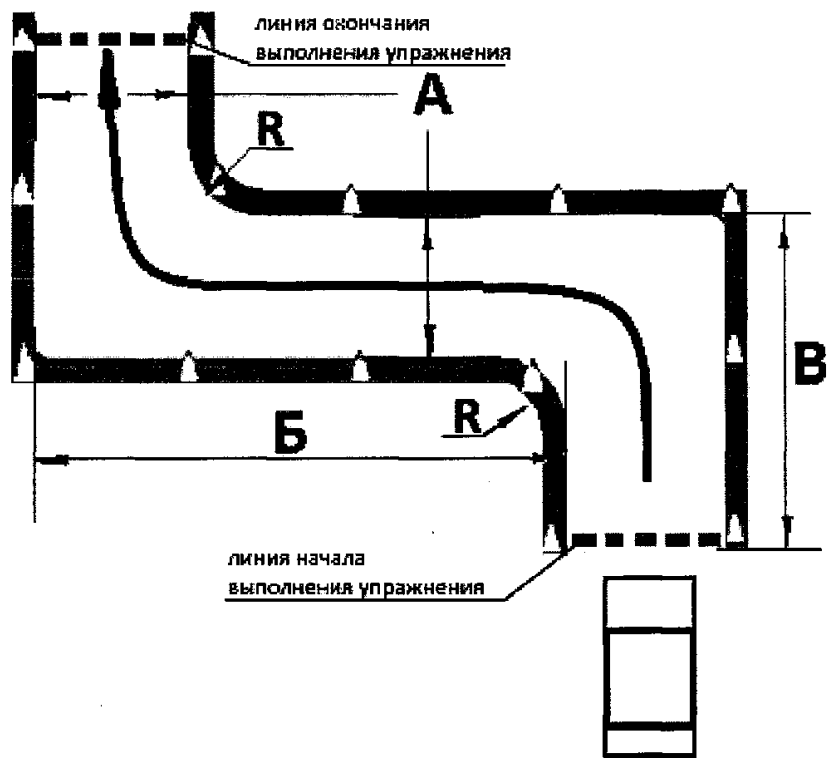 линия окончания
выполнения упражнения
А
R
В
R
Б
линия начала
выполнения упражнения